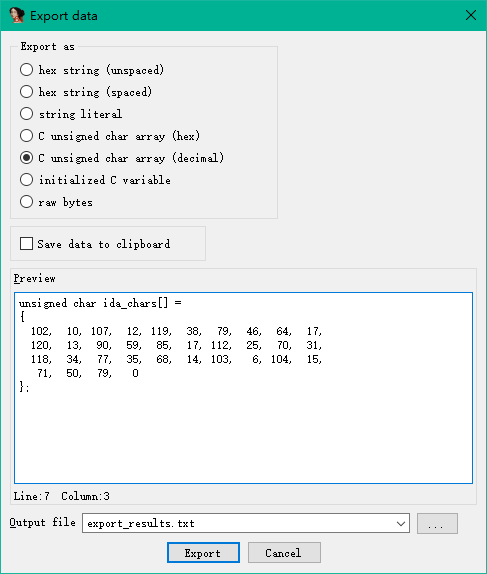 Export data
Export as
hex string (unspaced)
hex string (spaced)
string literal
C unsigned char array (hex)
C unsigned char array (decimal)
initialized C variable
raw bytes
Save data to clipboard
Preview
unsigned char ida_chars[] =
{
102, 10, 107, 12, 119, 38, 79, 46, 64, 17,
120, 13, 90, 59, 85, 17, 112, 25, 70, 31,
118, 34, 77, 35, 68, 14, 103, 6, 104, 15,
71, 50, 79, 0
};
Line:7 Column:3
Output file export_results.txt ...
Export Cancel